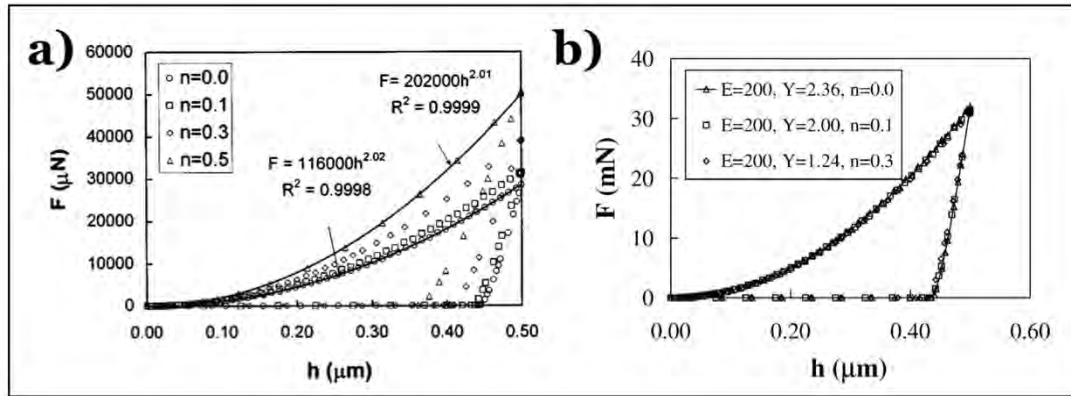 a)
60000
50000
40000
30000
20000
10000
0
F (μN)
n=0.0
n=0.1
n=0.3
n=0.5
F= 202000h^2.01
R² = 0.9999
F = 116000h^2.02
R² = 0.9998
0.00 0.10 0.20 0.30 0.40 0.50
h (μm)
b)
40
30
20
10
0
F (mN)
E=200, Y=2.36, n=0.0
E=200, Y=2.00, n=0.1
E=200, Y=1.24, n=0.3
0.00 0.20 0.40 0.60
h (μm)